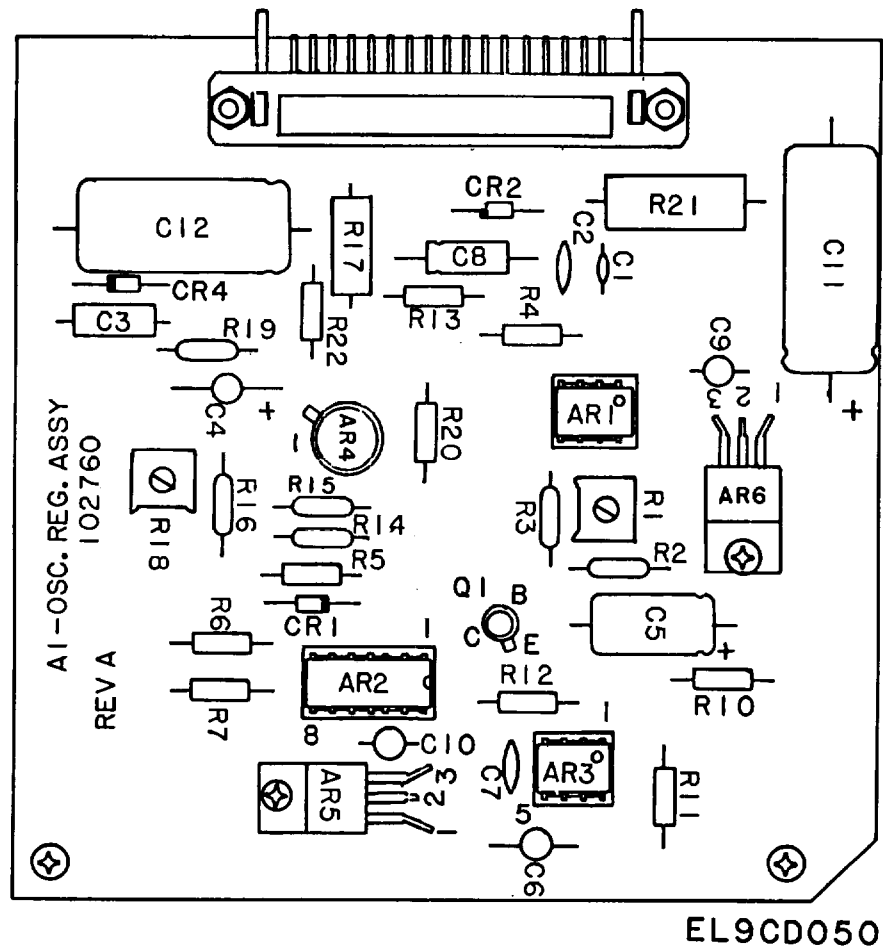 CR2
R21
C2
C12
R17
C8
C1
C11
CR4
R13
C3
R22
R4
R19
C9
C4
+
3 2 1
+
AR1
AR4
-
R20
AR6
R18
R16
R15
R3
R1
R14
R5
R2
A1-OSC. REG. ASSY
102760
REV A
Q1
B
C
E
C5
+
CR1
R6
1
R12
R10
AR2
R7
8
C10
1
AR3
C7
R11
AR5
3
2
1
5
C6
EL9CD050